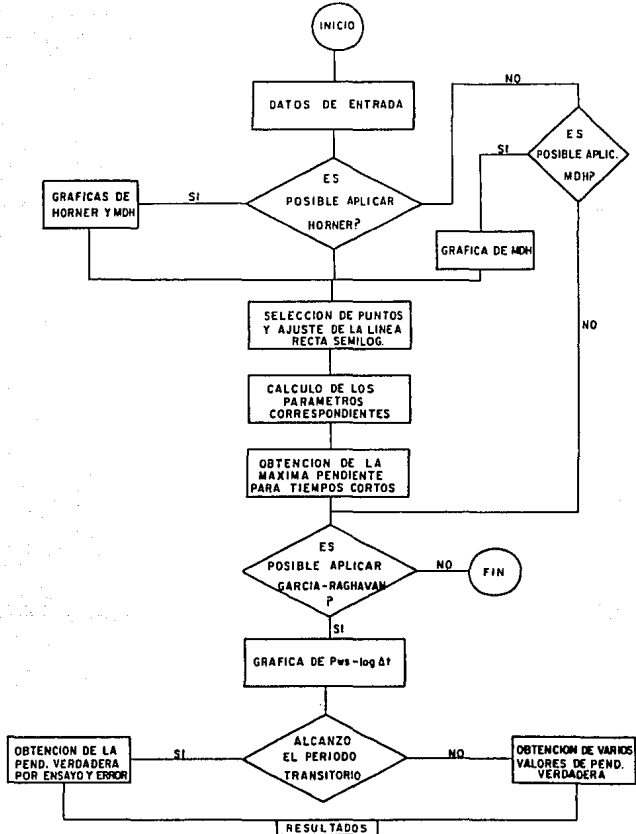 INICIO
DATOS DE ENTRADA
NO
ES
POSIBLE APLICAR
HORNER?
SI
GRAFICAS DE
HORNER Y MDH
ES
POSIBLE APLIC.
MDH?
SI
GRAFICA DE MDH
NO
SELECCION DE PUNTOS
Y AJUSTE DE LA LINEA
RECTA SEMILOG.
CALCULO DE LOS
PARAMETROS
CORRESPONDIENTES
OBTENCION DE LA
MAXIMA PENDIENTE
PARA TIEMPOS CORTOS
ES
POSIBLE APLICAR
GARCIA-RAGHAVAN
?
NO
FIN
SI
GRAFICA DE Pws-log Δt
ALCANZO
EL PERIODO
TRANSITORIO
SI
OBTENCION DE LA
PEND. VERDADERA
POR ENSAYO Y ERROR
NO
OBTENCION DE VARIOS
VALORES DE PEND.
VERDADERA
RESULTADOS